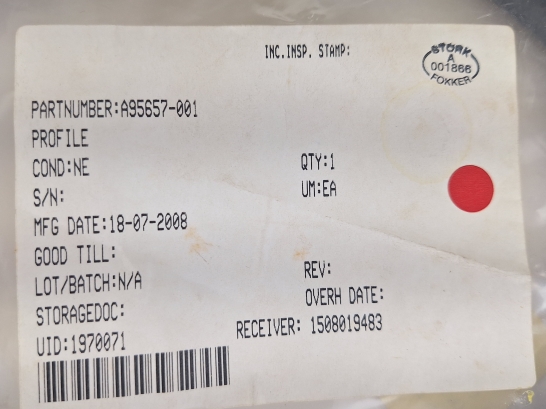 INC.INSP. STAMP:
STORK
A
001866
FOKKER
PARTNUMBER:A95657-001
PROFILE
COND:NE QTY:1
S/N: UM:EA
MFG DATE:18-07-2008
GOOD TILL:
LOT/BATCH:N/A REV:
STORAGEDOC: OVERH DATE:
UID:1970071 RECEIVER: 1508019483